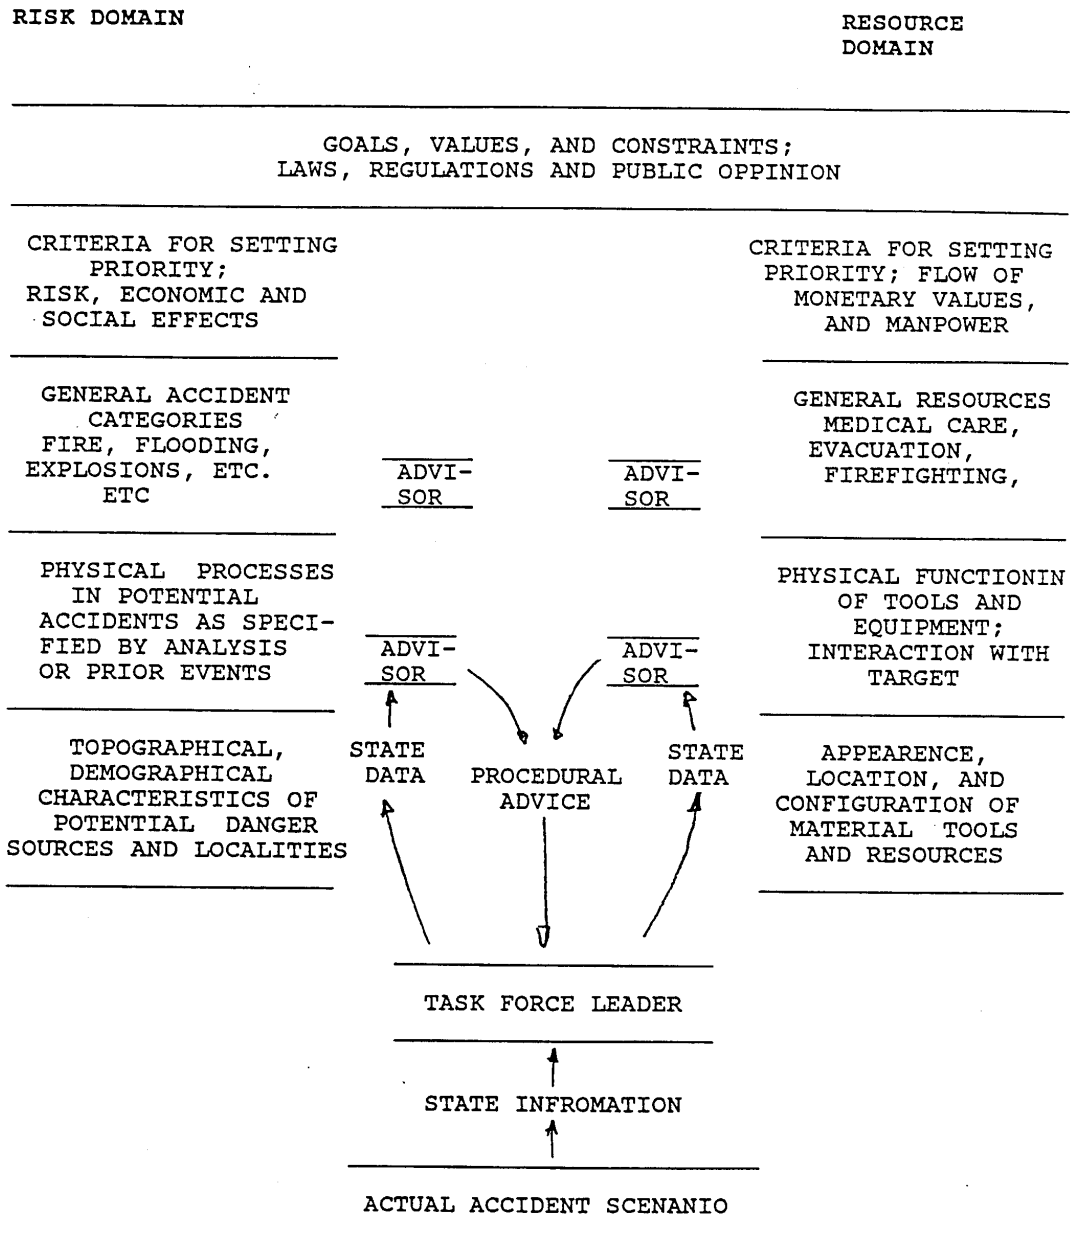 RISK DOMAIN
RESOURCE
DOMAIN
GOALS, VALUES, AND CONSTRAINTS;
LAWS, REGULATIONS AND PUBLIC OPPINION
CRITERIA FOR SETTING
PRIORITY;
RISK, ECONOMIC AND
SOCIAL EFFECTS
CRITERIA FOR SETTING
PRIORITY; FLOW OF
MONETARY VALUES,
AND MANPOWER
GENERAL ACCIDENT
CATEGORIES
FIRE, FLOODING,
EXPLOSIONS, ETC.
ETC
ADVI-
SOR
ADVI-
SOR
GENERAL RESOURCES
MEDICAL CARE,
EVACUATION,
FIREFIGHTING,
PHYSICAL PROCESSES
IN POTENTIAL
ACCIDENTS AS SPECI-
FIED BY ANALYSIS
OR PRIOR EVENTS
ADVI-
SOR
ADVI-
SOR
PHYSICAL FUNCTIONIN
OF TOOLS AND
EQUIPMENT;
INTERACTION WITH
TARGET
TOPOGRAPHICAL,
DEMOGRAPHICAL
CHARACTERISTICS OF
POTENTIAL DANGER
SOURCES AND LOCALITIES
STATE
DATA
PROCEDURAL
ADVICE
STATE
DATA
APPEARENCE,
LOCATION, AND
CONFIGURATION OF
MATERIAL TOOLS
AND RESOURCES
TASK FORCE LEADER
STATE INFROMATION
ACTUAL ACCIDENT SCENANIO